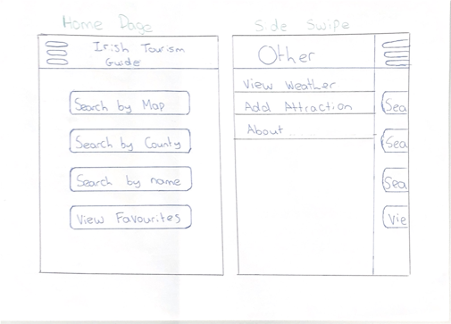 Home Page
Irish Tourism
Guide
Search by Map
Search by County
Search by name
View Favourites
Side Swipe
Other
View Weather
Add Attraction
About
Sea
Sea
Sea
Vie